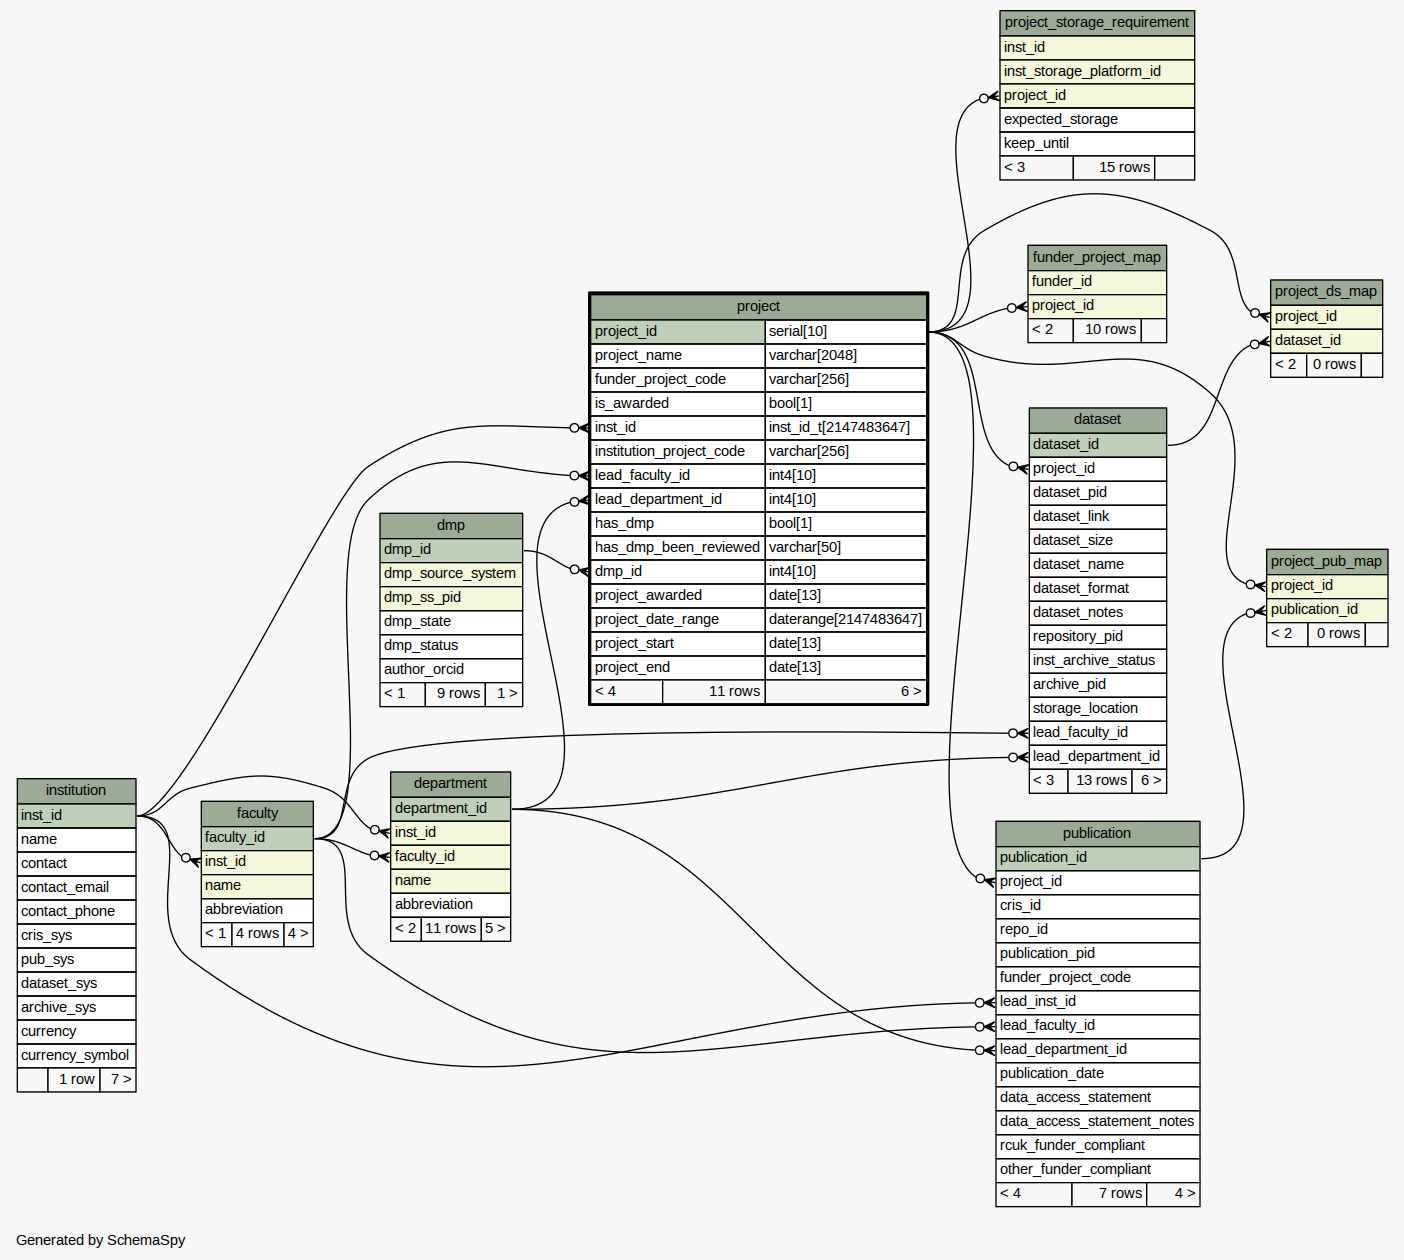 project_storage_requirement
inst_id
inst_storage_platform_id
project_id
expected_storage
keep_until
< 3 15 rows
funder_project_map
funder_id
project_id
< 2 10 rows
project_ds_map
project_id
dataset_id
< 2 0 rows
project
project_id serial[10]
project_name varchar[2048]
funder_project_code varchar[256]
is_awarded bool[1]
inst_id inst_id_t[2147483647]
institution_project_code varchar[256]
lead_faculty_id int4[10]
lead_department_id int4[10]
has_dmp bool[1]
has_dmp_been_reviewed varchar[50]
dmp_id int4[10]
project_awarded date[13]
project_date_range daterange[2147483647]
project_start date[13]
project_end date[13]
< 4 11 rows 6 >
dataset
dataset_id
project_id
dataset_pid
dataset_link
dataset_size
dataset_name
dataset_format
dataset_notes
repository_pid
inst_archive_status
archive_pid
storage_location
lead_faculty_id
lead_department_id
< 3 13 rows 6 >
dmp
dmp_id
dmp_source_system
dmp_ss_pid
dmp_state
dmp_status
author_orcid
< 1 9 rows 1 >
project_pub_map
project_id
publication_id
< 2 0 rows
institution
inst_id
name
contact
contact_email
contact_phone
cris_sys
pub_sys
dataset_sys
archive_sys
currency
currency_symbol
1 row 7 >
faculty
faculty_id
inst_id
name
abbreviation
< 1 4 rows 4 >
department
department_id
inst_id
faculty_id
name
abbreviation
< 2 11 rows 5 >
publication
publication_id
project_id
cris_id
repo_id
publication_pid
funder_project_code
lead_inst_id
lead_faculty_id
lead_department_id
publication_date
data_access_statement
data_access_statement_notes
rcuk_funder_compliant
other_funder_compliant
< 4 7 rows 4 >
Generated by SchemaSpy